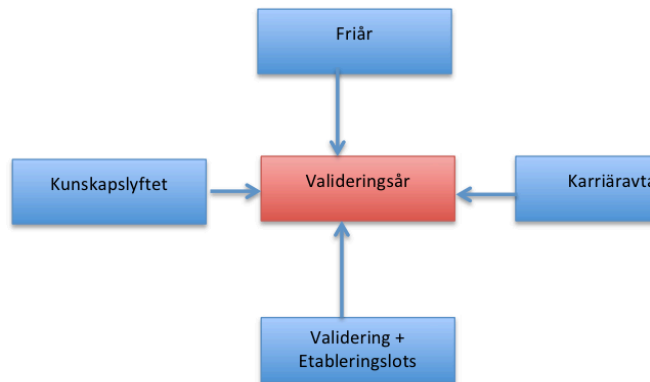 Friår
Kunskapslyftet
Valideringsår
Karriäravta
Validering +
Etableringslots